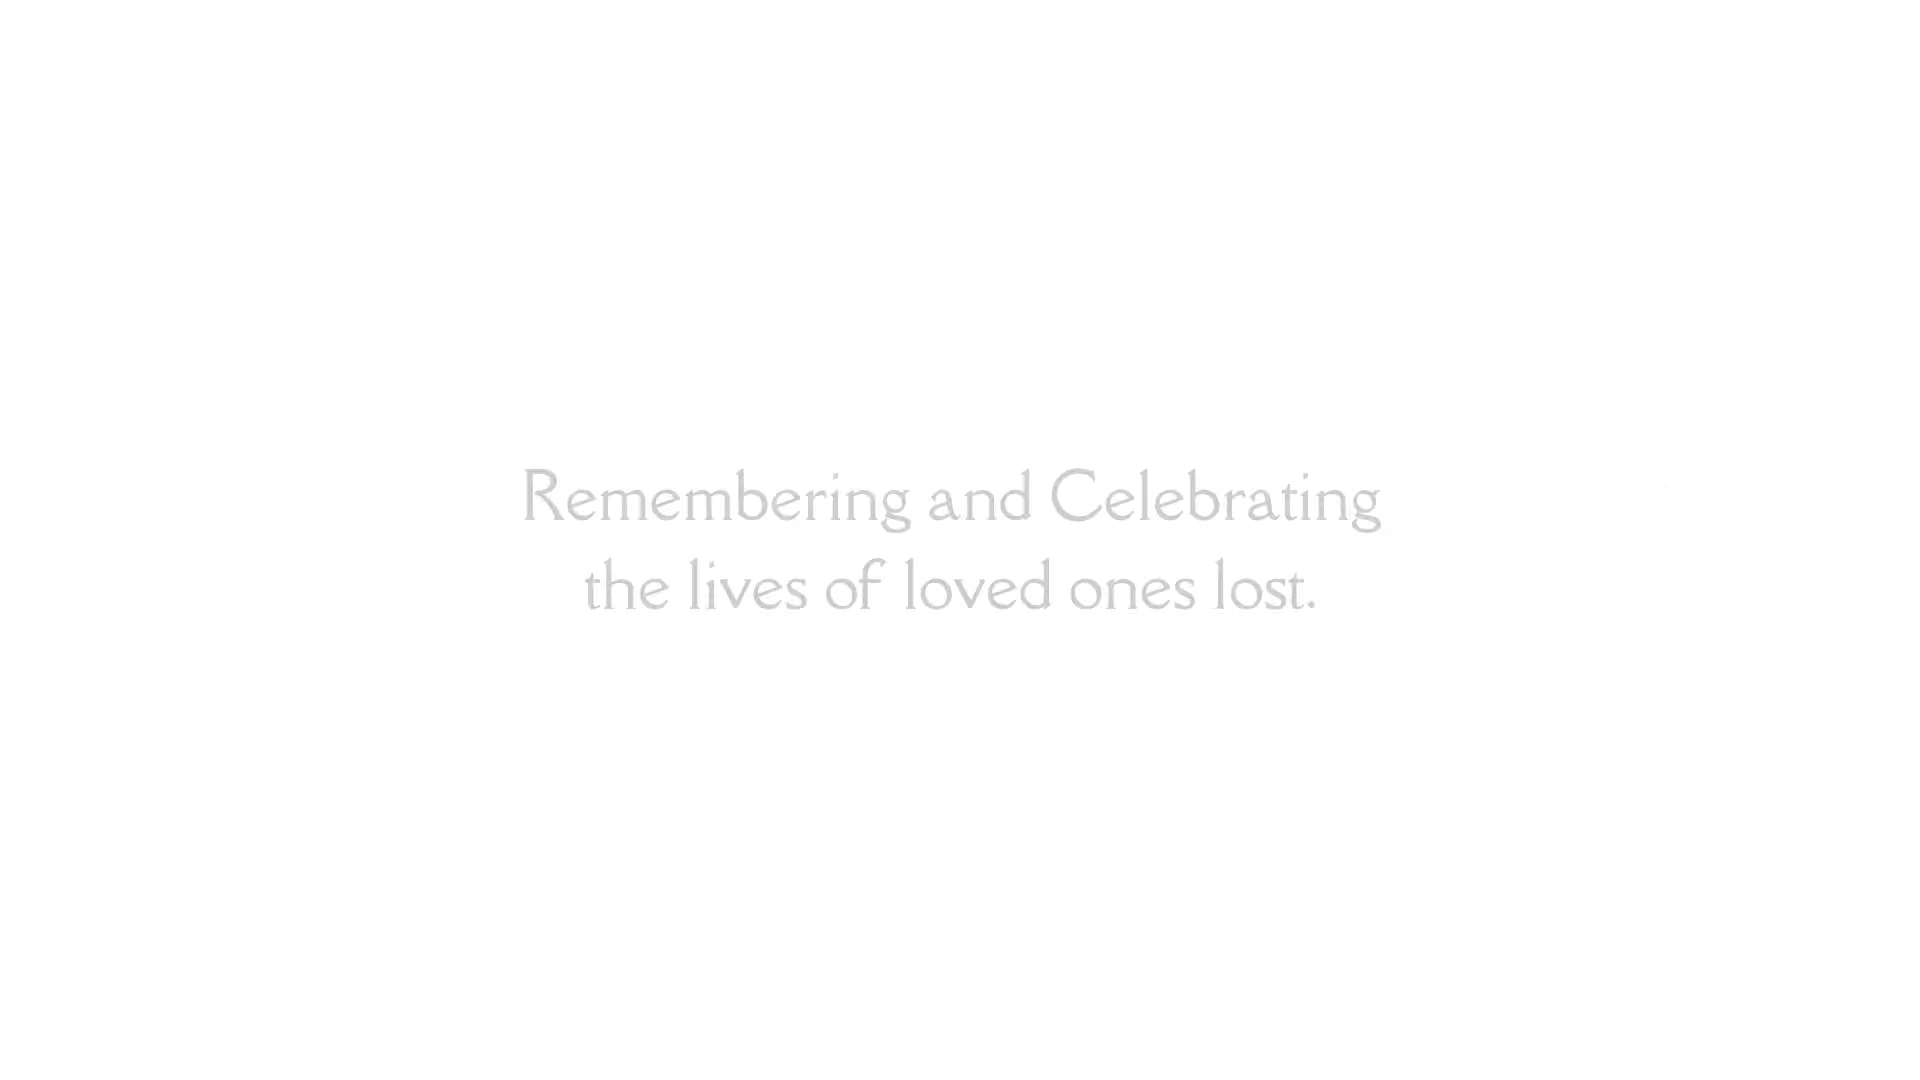 Remembering and Celebrating
the lives of loved ones lost.